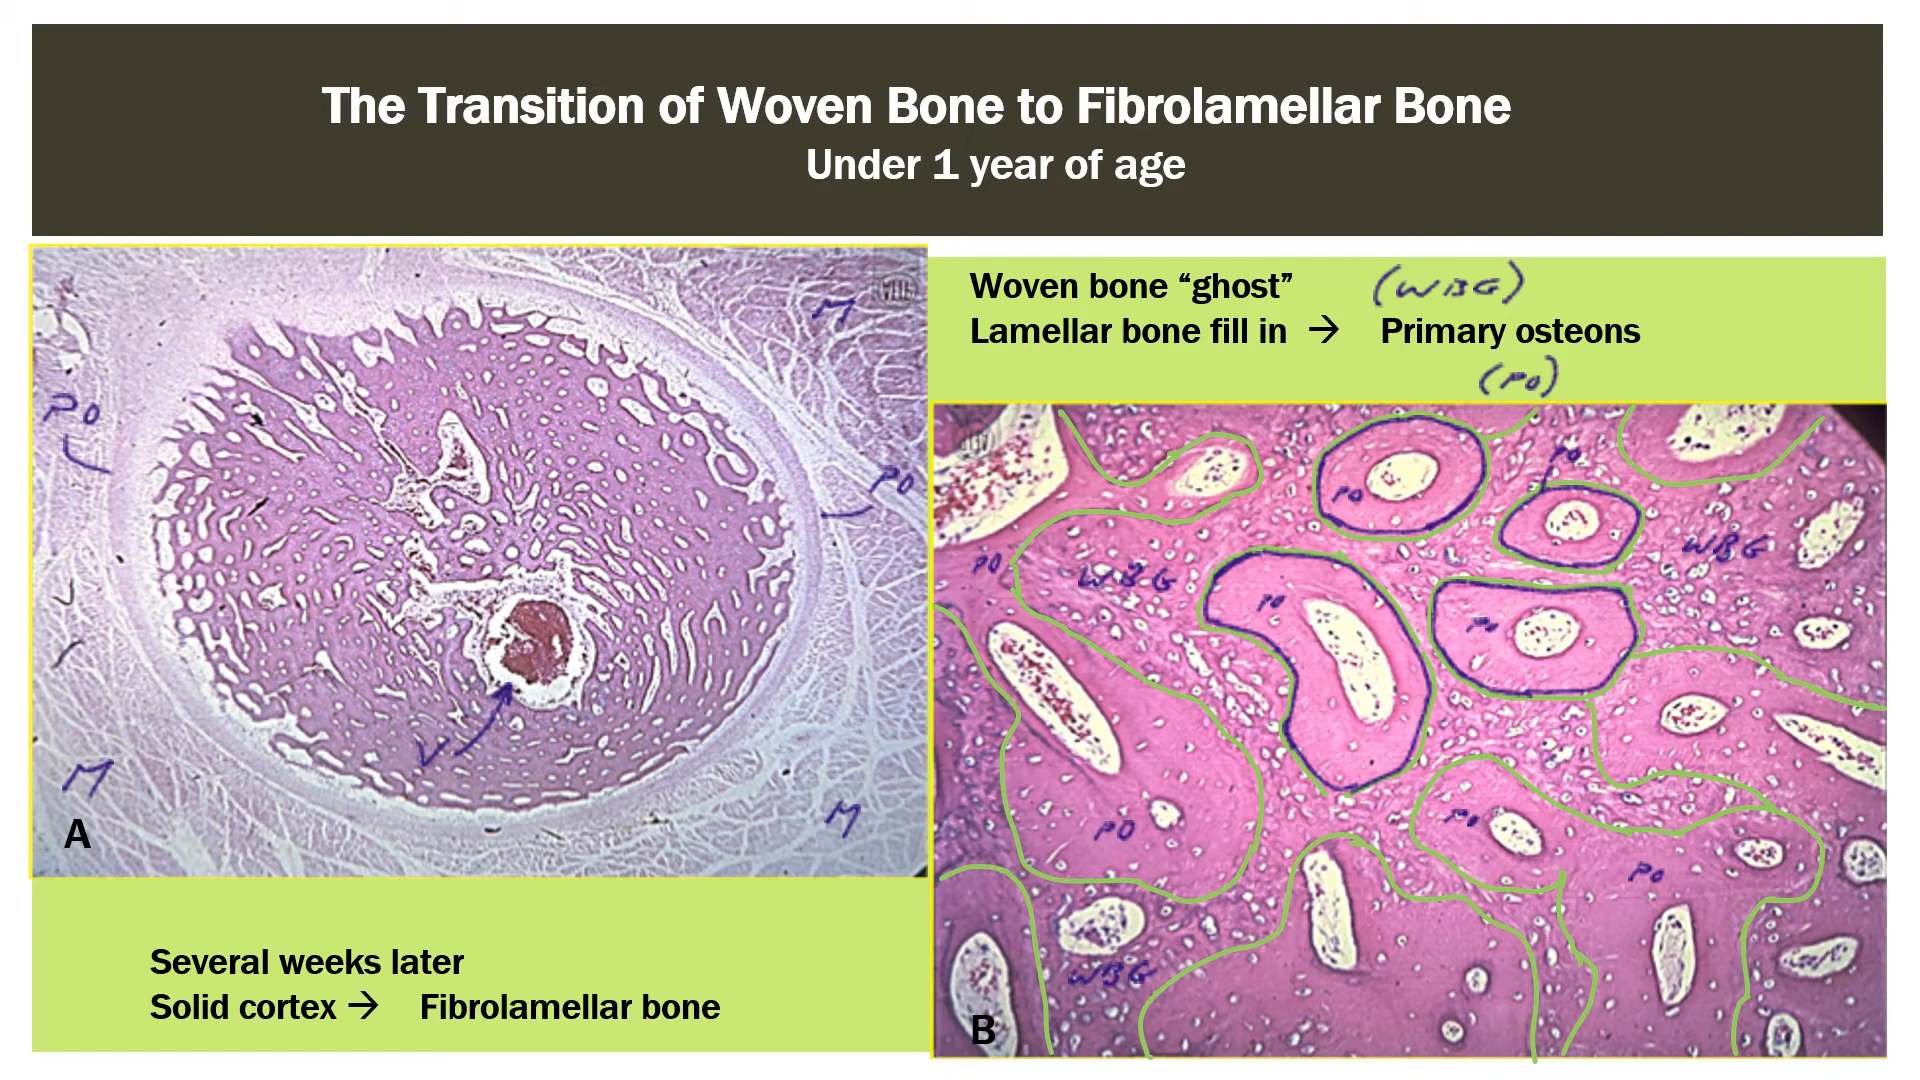 The Transition of Woven Bone to Fibrolamellar Bone
Under 1 year of age
Woven bone “ghost” (WBG)
Lamellar bone fill in → Primary osteons
(PO)
M
PO
PO
V
M
M
A
Several weeks later
Solid cortex → Fibrolamellar bone
PO
PO
WBG
PO
WBG
PO
PO
PO
PO
PO
PO
WBG
B